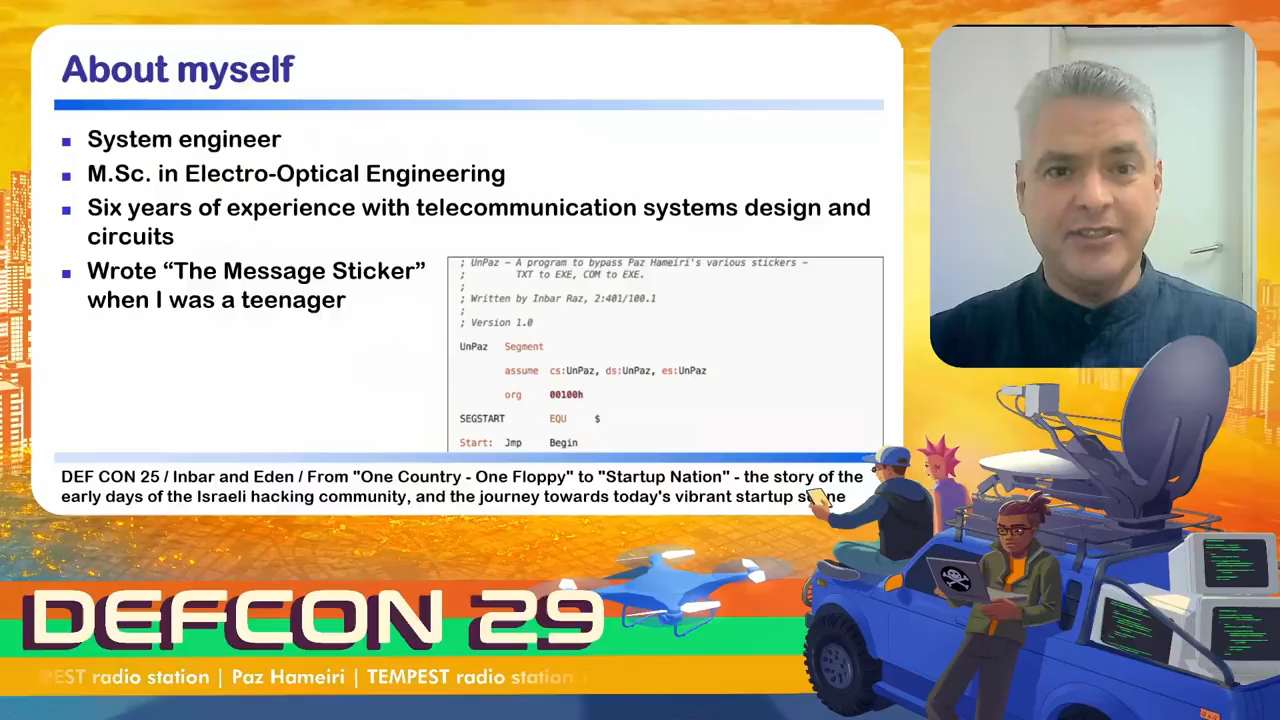 About myself
System engineer
M.Sc. in Electro-Optical Engineering
Six years of experience with telecommunication systems design and
circuits
Wrote “The Message Sticker”
when I was a teenager
; UnPaz – A program to bypass Paz Hameiri's various stickers –
; TXT to EXE, COM to EXE.
;
; Written by Inbar Raz, 2:401/100.1
;
; Version 1.0
UnPaz Segment
assume cs:UnPaz, ds:UnPaz, es:UnPaz
org 00100h
SEGSTART EQU $
Start: Jmp Begin
DEF CON 25 / Inbar and Eden / From "One Country - One Floppy" to "Startup Nation" - the story of the
early days of the Israeli hacking community, and the journey towards today's vibrant startup
DEFCON 29
radio station | Paz Hameiri | TEMPEST radio station